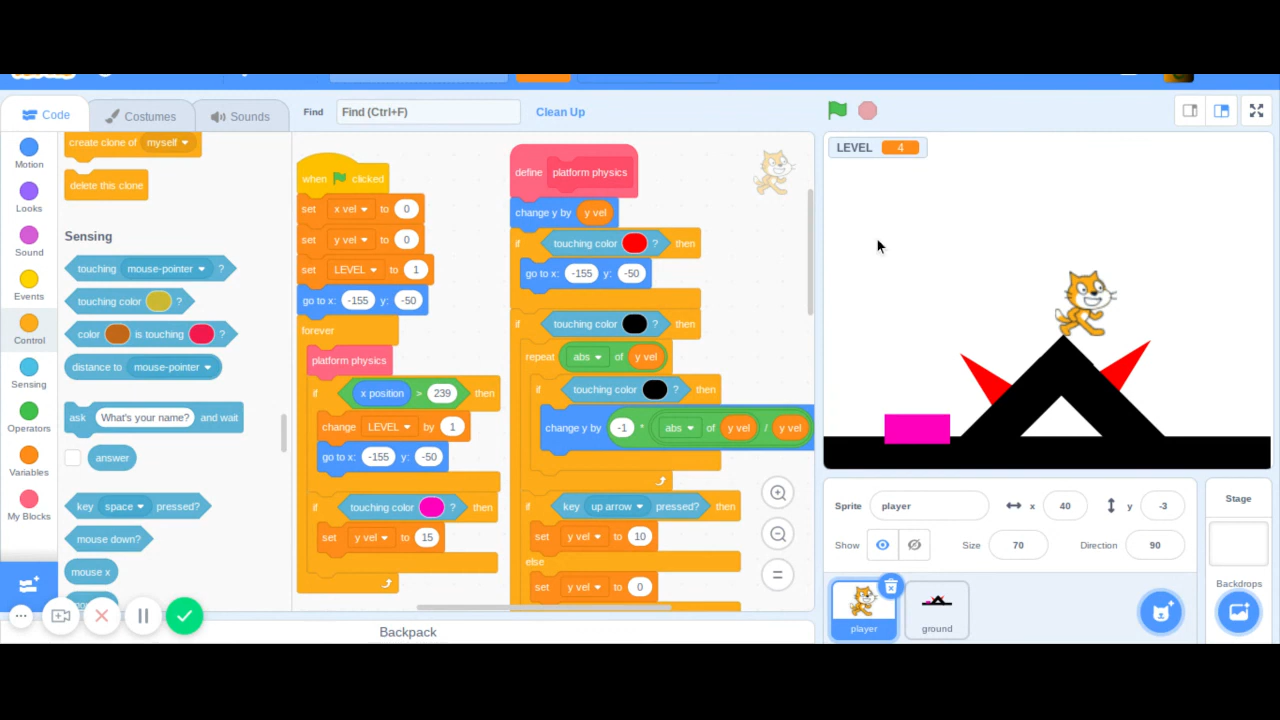 Code
Costumes
Sounds
Find
Find (Ctrl+F)
Clean Up
Motion
Looks
Sound
Events
Control
Sensing
Operators
Variables
My Blocks
create clone of myself
delete this clone
Sensing
touching mouse-pointer ?
touching color ?
color is touching ?
distance to mouse-pointer
ask What's your name? and wait
answer
key space pressed?
mouse down?
mouse x
when clicked
set x vel to 0
set y vel to 0
set LEVEL to 1
go to x: -155 y: -50
forever
platform physics
if x position > 239 then
change LEVEL by 1
go to x: -155 y: -50
if touching color ? then
set y vel to 15
define platform physics
change y by y vel
if touching color ? then
go to x: -155 y: -50
if touching color ? then
repeat abs of y vel
if touching color ? then
change y by -1 * abs of y vel / y vel
if key up arrow pressed? then
set y vel to 10
else
set y vel to 0
Backpack
LEVEL 4
Sprite player x 40 y -3
Show Size 70 Direction 90
player
ground
Stage
Backdrops